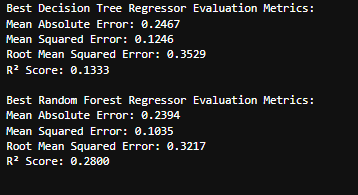 Best Decision Tree Regressor Evaluation Metrics:
Mean Absolute Error: 0.2467
Mean Squared Error: 0.1246
Root Mean Squared Error: 0.3529
R² Score: 0.1333
Best Random Forest Regressor Evaluation Metrics:
Mean Absolute Error: 0.2394
Mean Squared Error: 0.1035
Root Mean Squared Error: 0.3217
R² Score: 0.2800